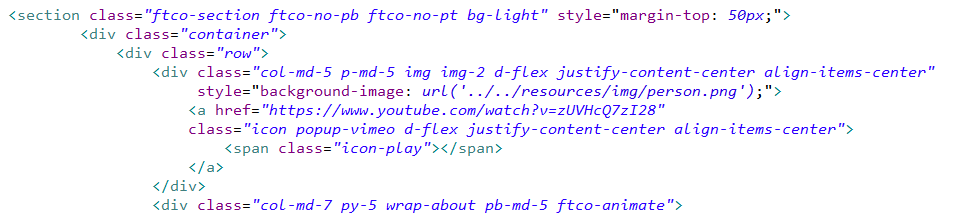 <section class="ftco-section ftco-no-pb ftco-no-pt bg-light" style="margin-top: 50px;">
<div class="container">
<div class="row">
<div class="col-md-5 p-md-5 img img-2 d-flex justify-content-center align-items-center"
style="background-image: url('../../resources/img/person.png');">
<a href="https://www.youtube.com/watch?v=zUVHcQ7zI28"
class="icon popup-vimeo d-flex justify-content-center align-items-center">
<span class="icon-play"></span>
</a>
</div>
<div class="col-md-7 py-5 wrap-about pb-md-5 ftco-animate">